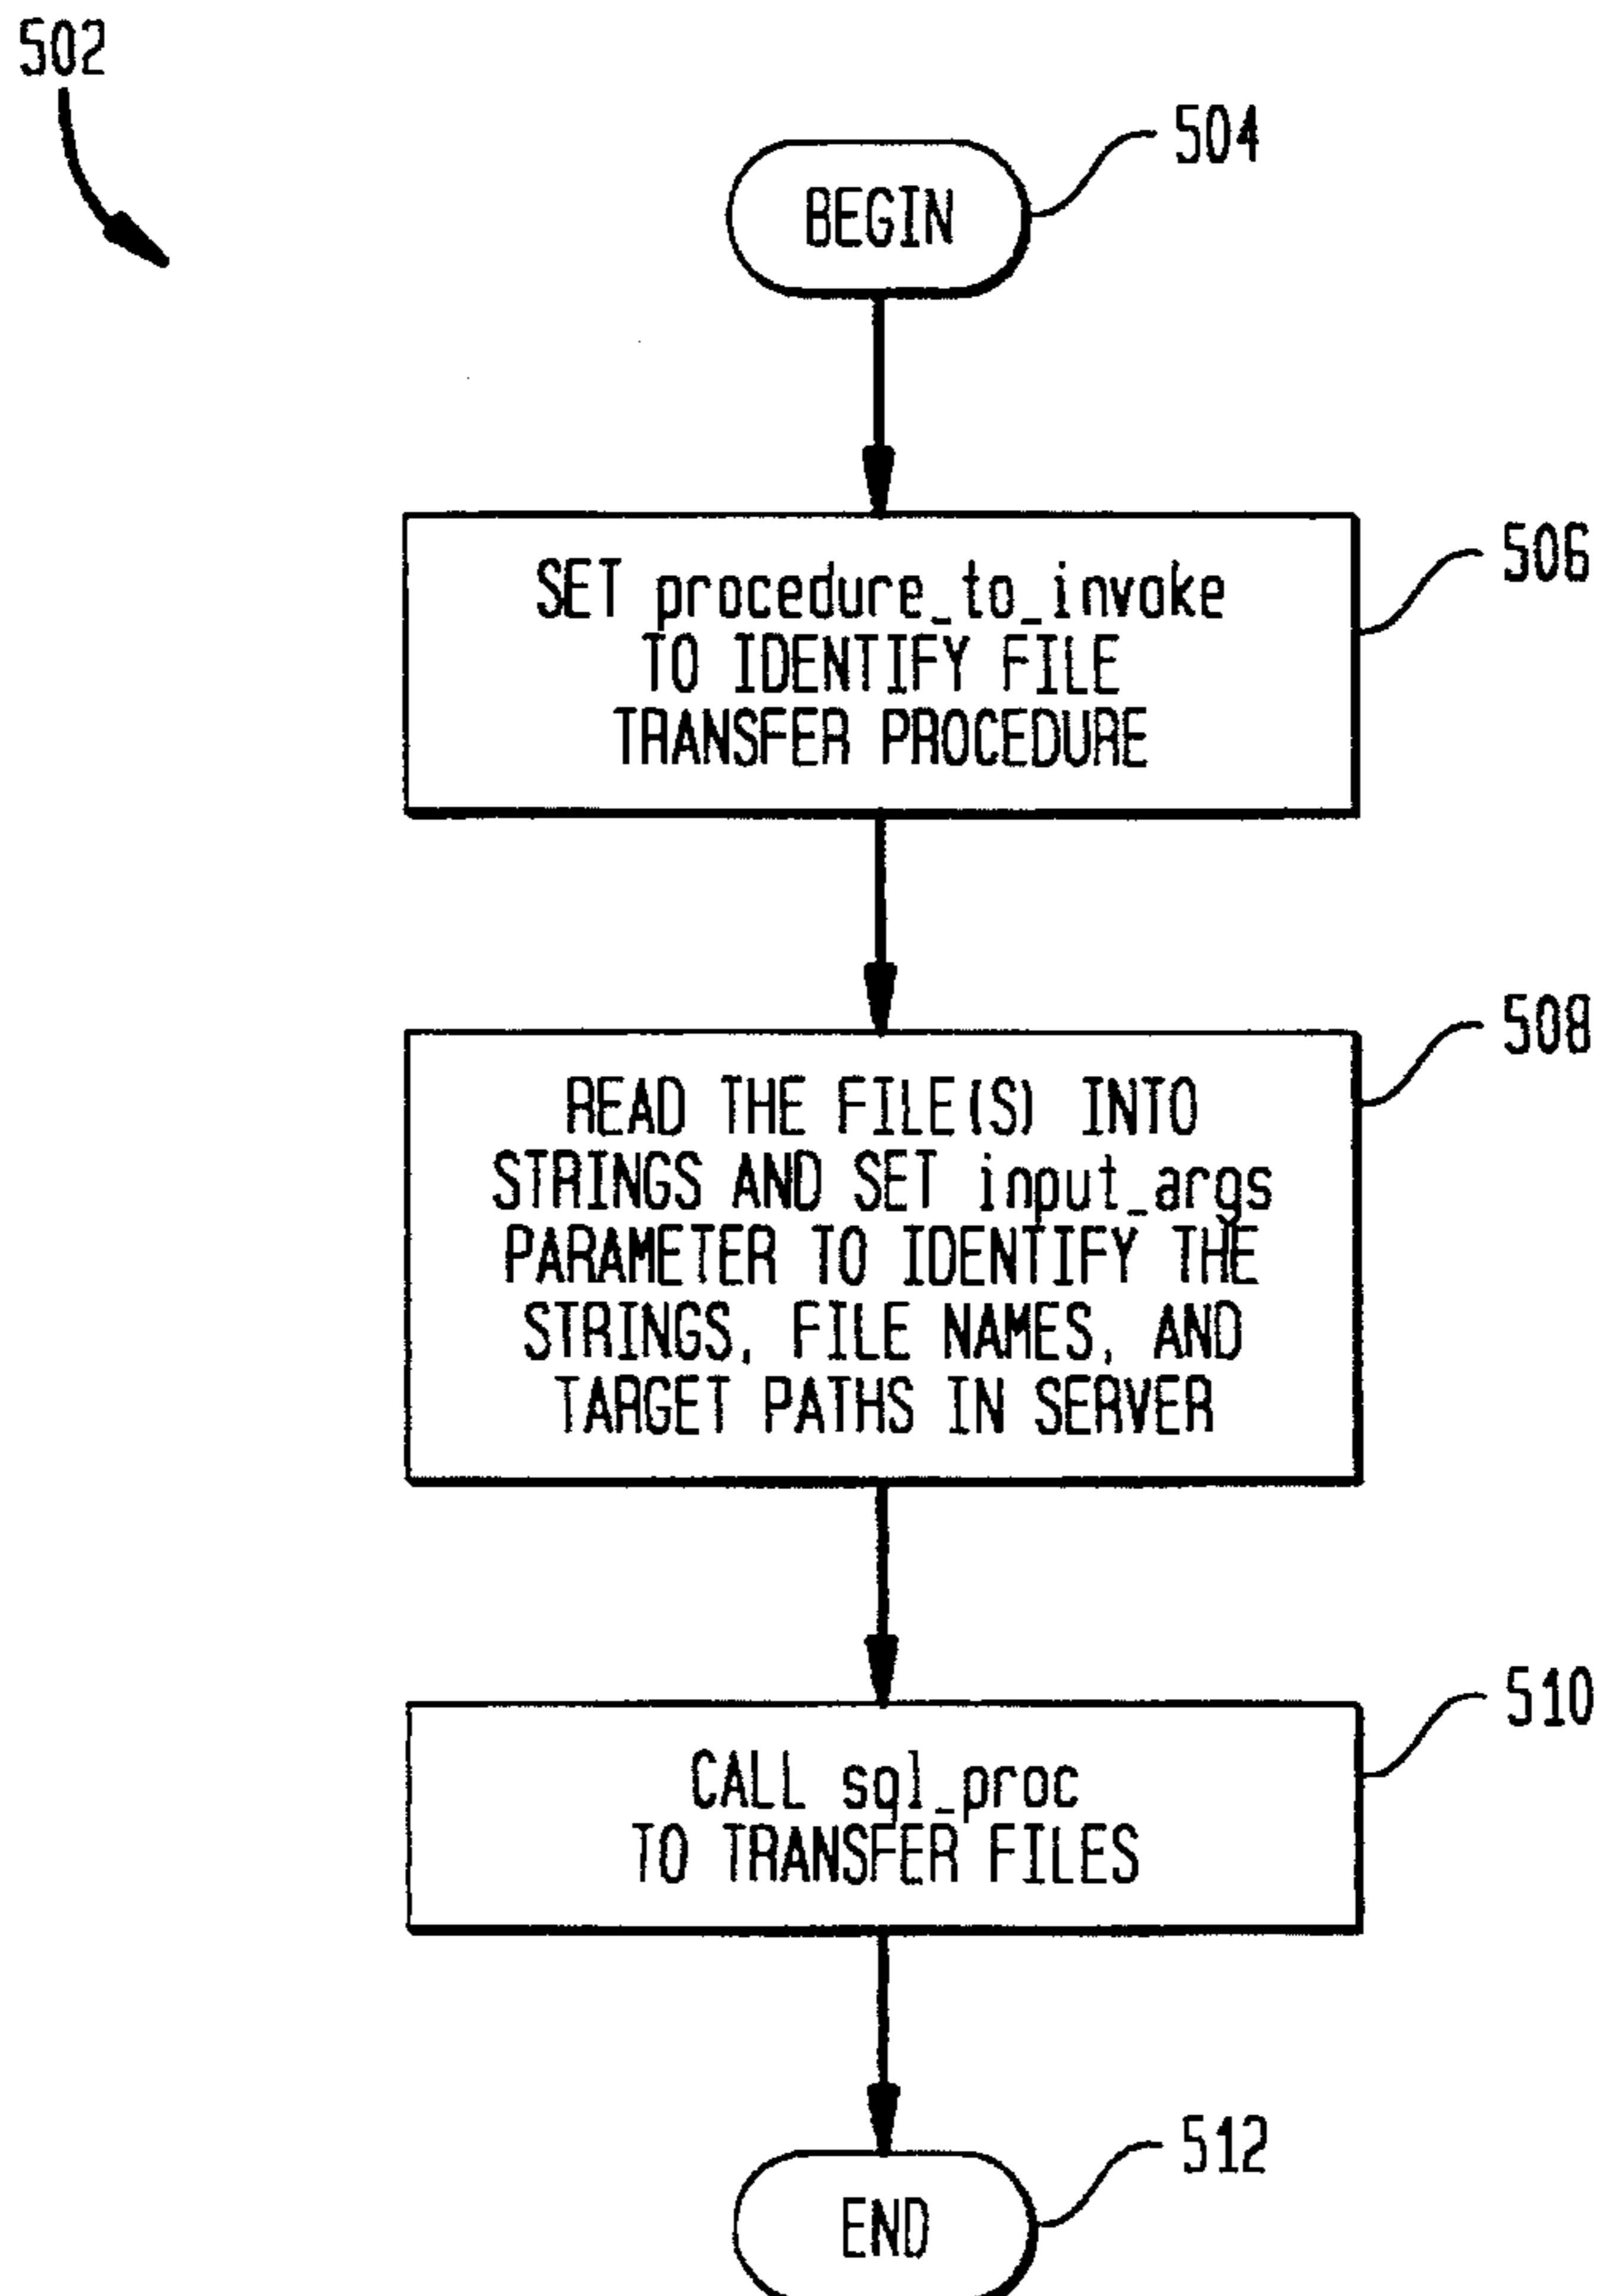 502
504
BEGIN
506
SET procedure_to_invoke
TO IDENTIFY FILE
TRANSFER PROCEDURE
508
READ THE FILE(S) INTO
STRINGS AND SET input_args
PARAMETER TO IDENTIFY THE
STRINGS, FILE NAMES, AND
TARGET PATHS IN SERVER
510
CALL sql_proc
TO TRANSFER FILES
512
END